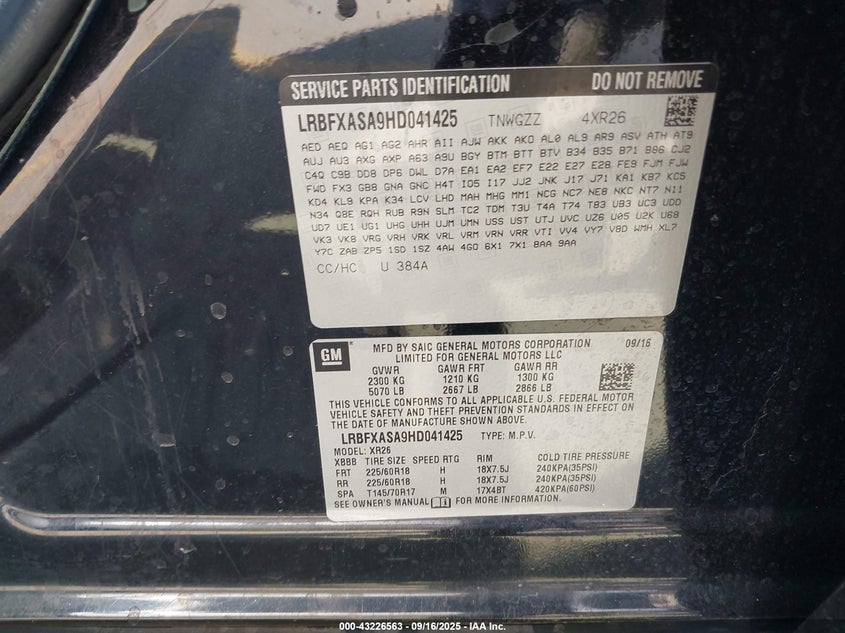 SERVICE PARTS IDENTIFICATION DO NOT REMOVE
LRBFXASA9HD041425 TNWGZZ 4XR26
AED AEQ AG1 AG2 AHR AII AJW AKK AKO AL0 AL9 AR9 ASV ATH AT9
AUJ AU3 AXG AXP A63 A9U BGY BTM BTT BTV B34 B35 B71 B86 CJ2
C4Q C9B DD8 DP6 DWL D7A EA1 EA2 EF7 E22 E27 E28 FE9 FJM FJW
FWD FX3 GBB GNA GNC H4T IO5 I17 JJ2 JNK J17 J71 KA1 KB7 KCS
KD4 KL9 KPA K34 LCV LHD MAH MHG MM1 NCG NC7 NE8 NKC NT7 N11
N34 Q8E RQH RUB R9N SLM TC2 TDM T3U T4A T74 T83 UB3 UC3 UDD
UD7 UE1 UG1 UHG UHH UJM UMN USS UST UTJ UVC UZ6 U05 U2K U68
VK3 VK8 VRG VRH VRK VRL VRM VRN VRR VTI VV4 VY7 V8D WMH XL7
Y7C ZAB ZP5 1SD 1SZ 4AW 4G0 6X1 7X1 8AA 9AA
CC/HC U 384A
GM MFD BY SAIC GENERAL MOTORS CORPORATION 09/16
LIMITED FOR GENERAL MOTORS LLC
GVWR GAWR FRT GAWR RR
2300 KG 1210 KG 1300 KG
5070 LB 2667 LB 2866 LB
THIS VEHICLE CONFORMS TO ALL APPLICABLE U.S. FEDERAL MOTOR
VEHICLE SAFETY AND THEFT PREVENTION STANDARDS IN EFFECT ON
THE DATE OF MANUFACTURE SHOWN ABOVE.
LRBFXASA9HD041425 TYPE: M.P.V.
MODEL: XR26
XBBB TIRE SIZE SPEED RTG RIM COLD TIRE PRESSURE
FRT 225/60R18 H 18X7.5J 240KPA(35PSI)
RR 225/60R18 H 18X7.5J 240KPA(35PSI)
SPA T145/70R17 M 17X4BT 420KPA(60PSI)
SEE OWNER'S MANUAL FOR MORE INFORMATION.
000-43226563 - 09/16/2025 - IAA Inc.